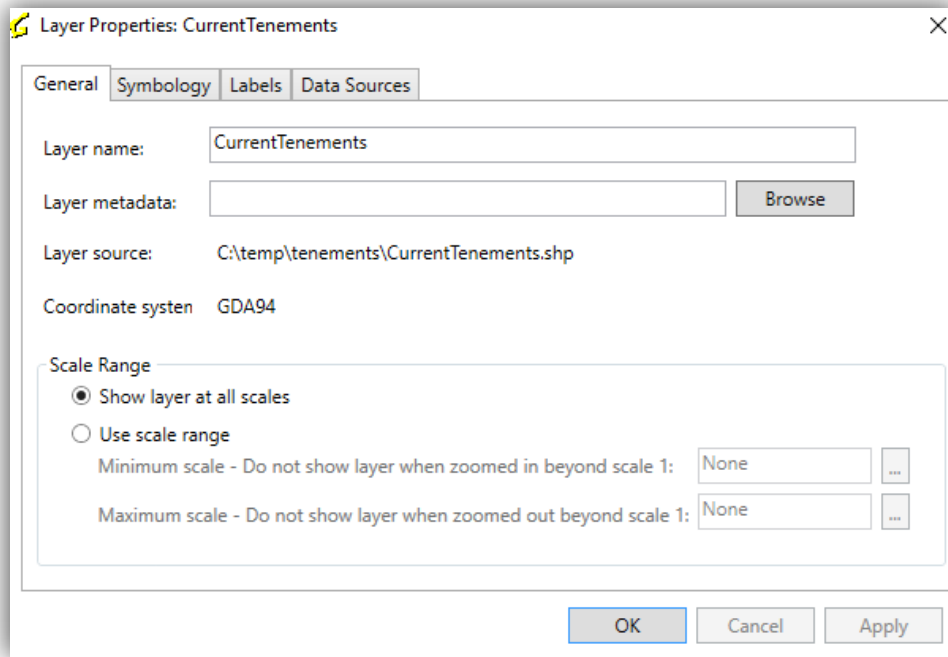 Layer Properties: CurrentTenements
General Symbology Labels Data Sources
Layer name: CurrentTenements
Layer metadata: Browse
Layer source: C:\temp\tenements\CurrentTenements.shp
Coordinate systen GDA94
Scale Range
Show layer at all scales
Use scale range
Minimum scale - Do not show layer when zoomed in beyond scale 1: None ...
Maximum scale - Do not show layer when zoomed out beyond scale 1: None ...
OK Cancel Apply